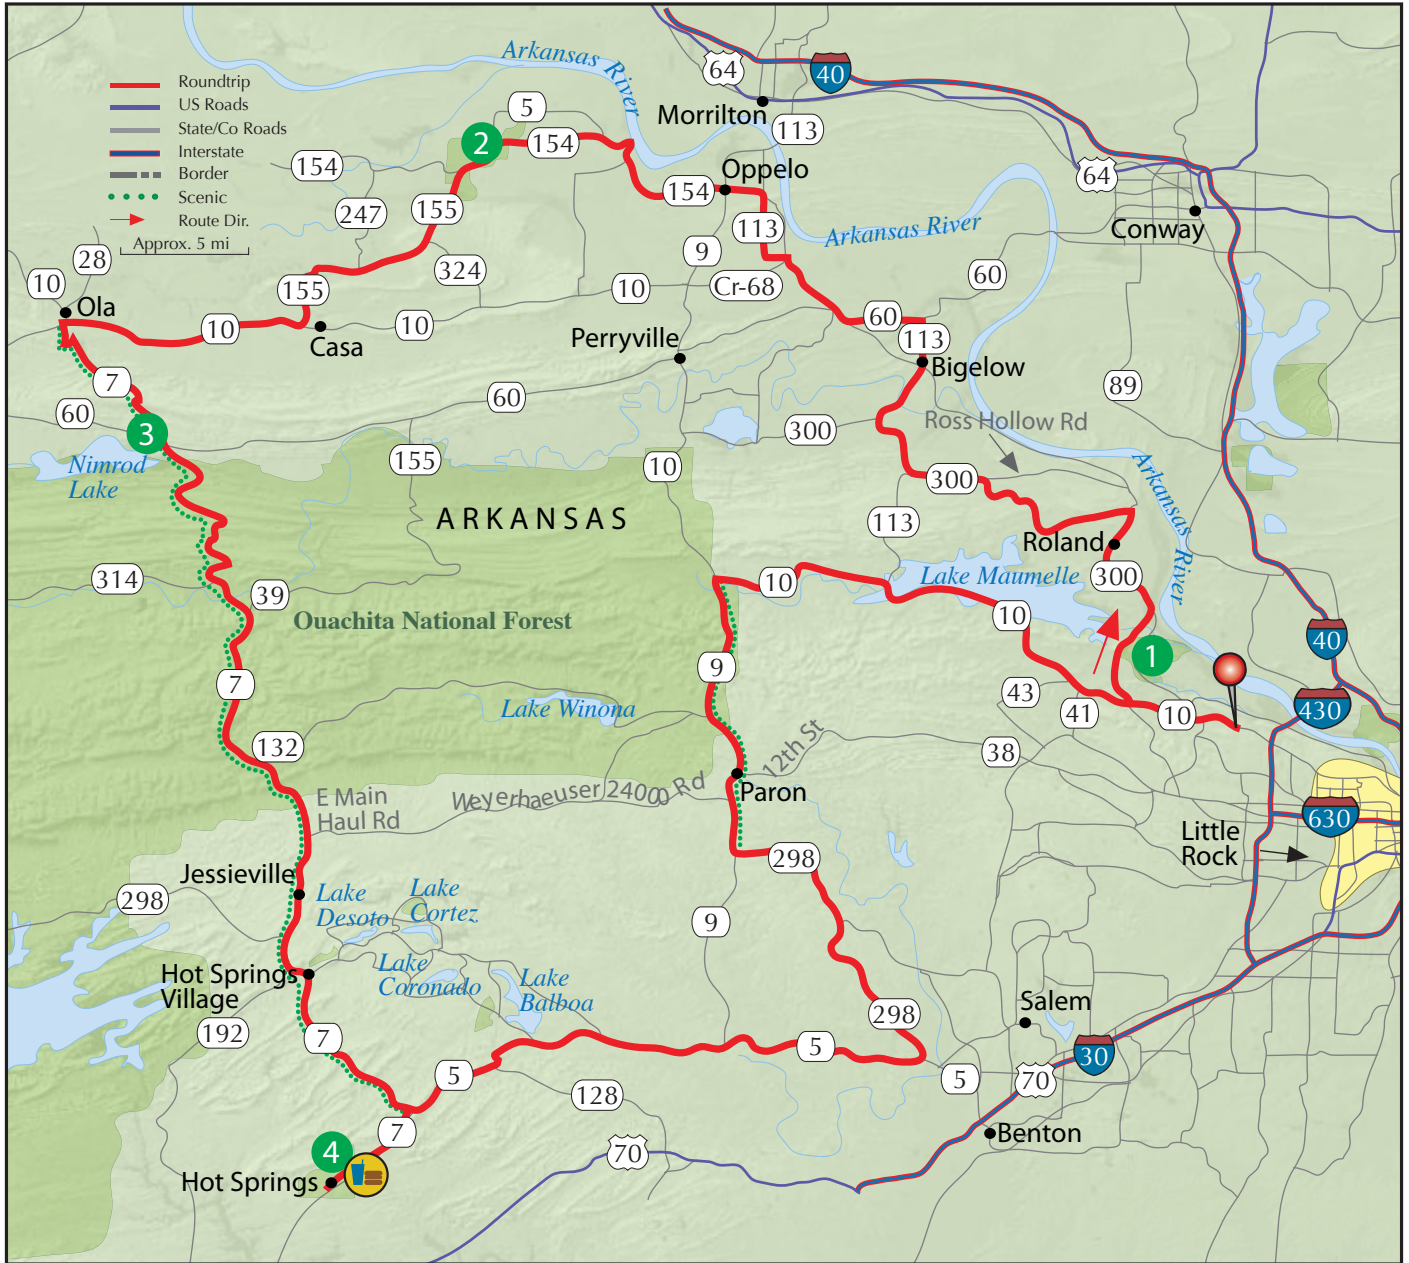 Roundtrip
US Roads
State/Co Roads
Interstate
Border
Scenic
Route Dir.
Approx. 5 mi
Arkansas River
64
40
Morrilton
113
5
2
154
154
Oppelo
154
64
247
155
113
Conway
Arkansas River
9
28
10
324
10
Cr-68
60
155
Ola
10
Casa
10
Perryville
60
113
Bigelow
7
60
89
60
3
300
Ross Hollow Rd
Nimrod
Lake
155
10
300
Arkansas River
ARKANSAS
113
Roland
314
39
10
Lake Maumelle
300
Ouachita National Forest
10
40
1
9
7
43
41
10
430
Lake Winona
132
12th St
38
E Main
Haul Rd
Weyerhaeuser 24000 Rd
Paron
630
Little
Rock
298
Jessieville
298
Lake
Desoto
Lake
Cortez
9
Hot Springs
Village
Lake
Coronado
Lake
Balboa
Salem
298
192
7
5
30
5
5
70
128
7
Benton
70
4
Hot Springs